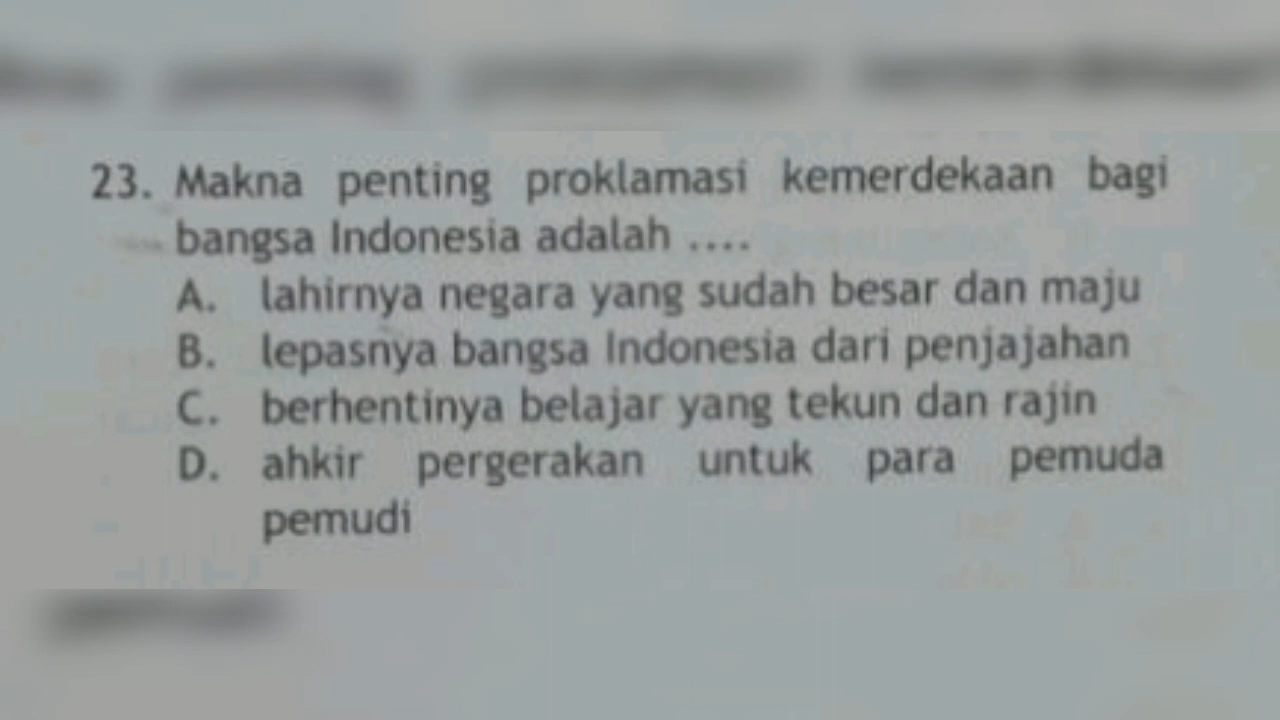 23. Makna penting proklamasi kemerdekaan bagi
bangsa Indonesia adalah ....
A. lahirnya negara yang sudah besar dan maju
B. lepasnya bangsa Indonesia dari penjajahan
C. berhentinya belajar yang tekun dan rajin
D. ahkir pergerakan untuk para pemuda
pemudi